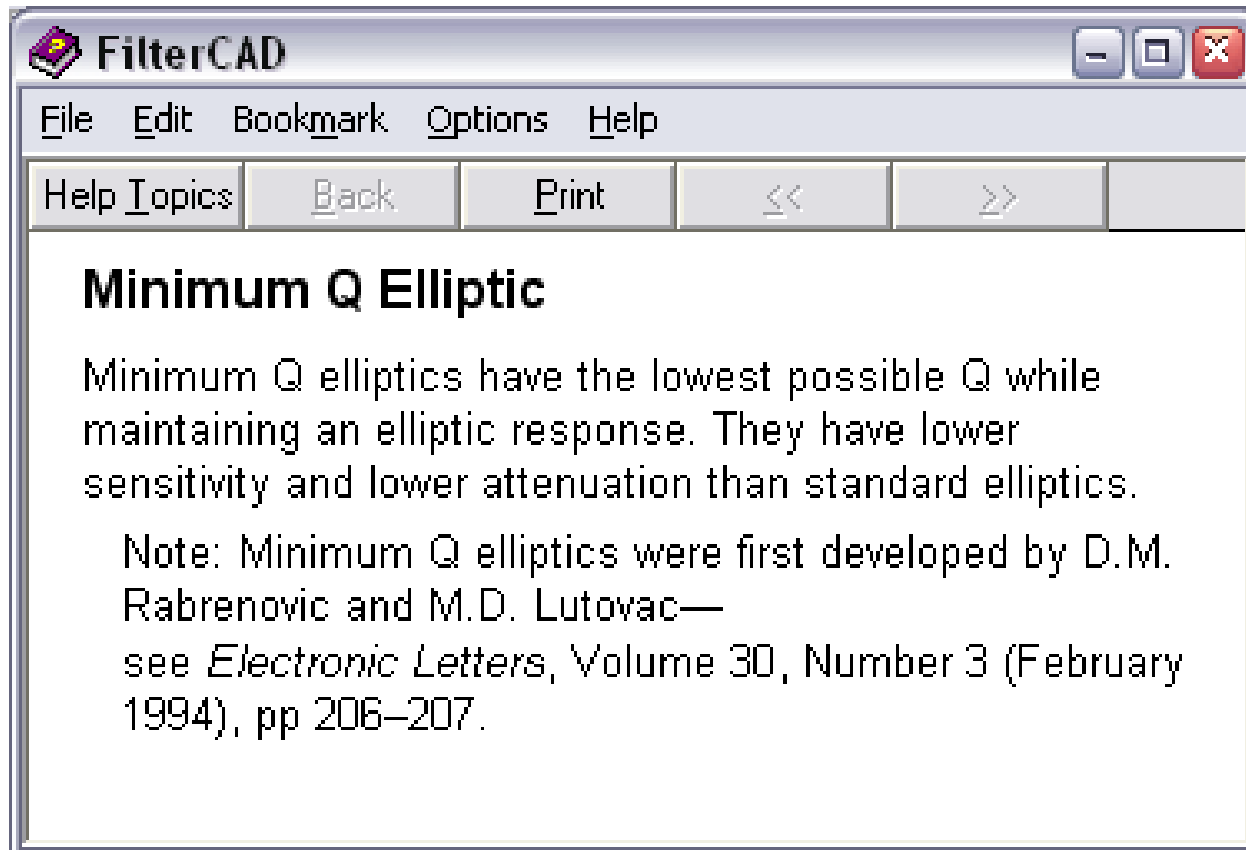 FilterCAD
File Edit Bookmark Options Help
Help Topics Back Print << >>
Minimum Q Elliptic
Minimum Q elliptics have the lowest possible Q while
maintaining an elliptic response. They have lower
sensitivity and lower attenuation than standard elliptics.
Note: Minimum Q elliptics were first developed by D.M.
Rabrenovic and M.D. Lutovac—
see Electronic Letters, Volume 30, Number 3 (February
1994), pp 206–207.